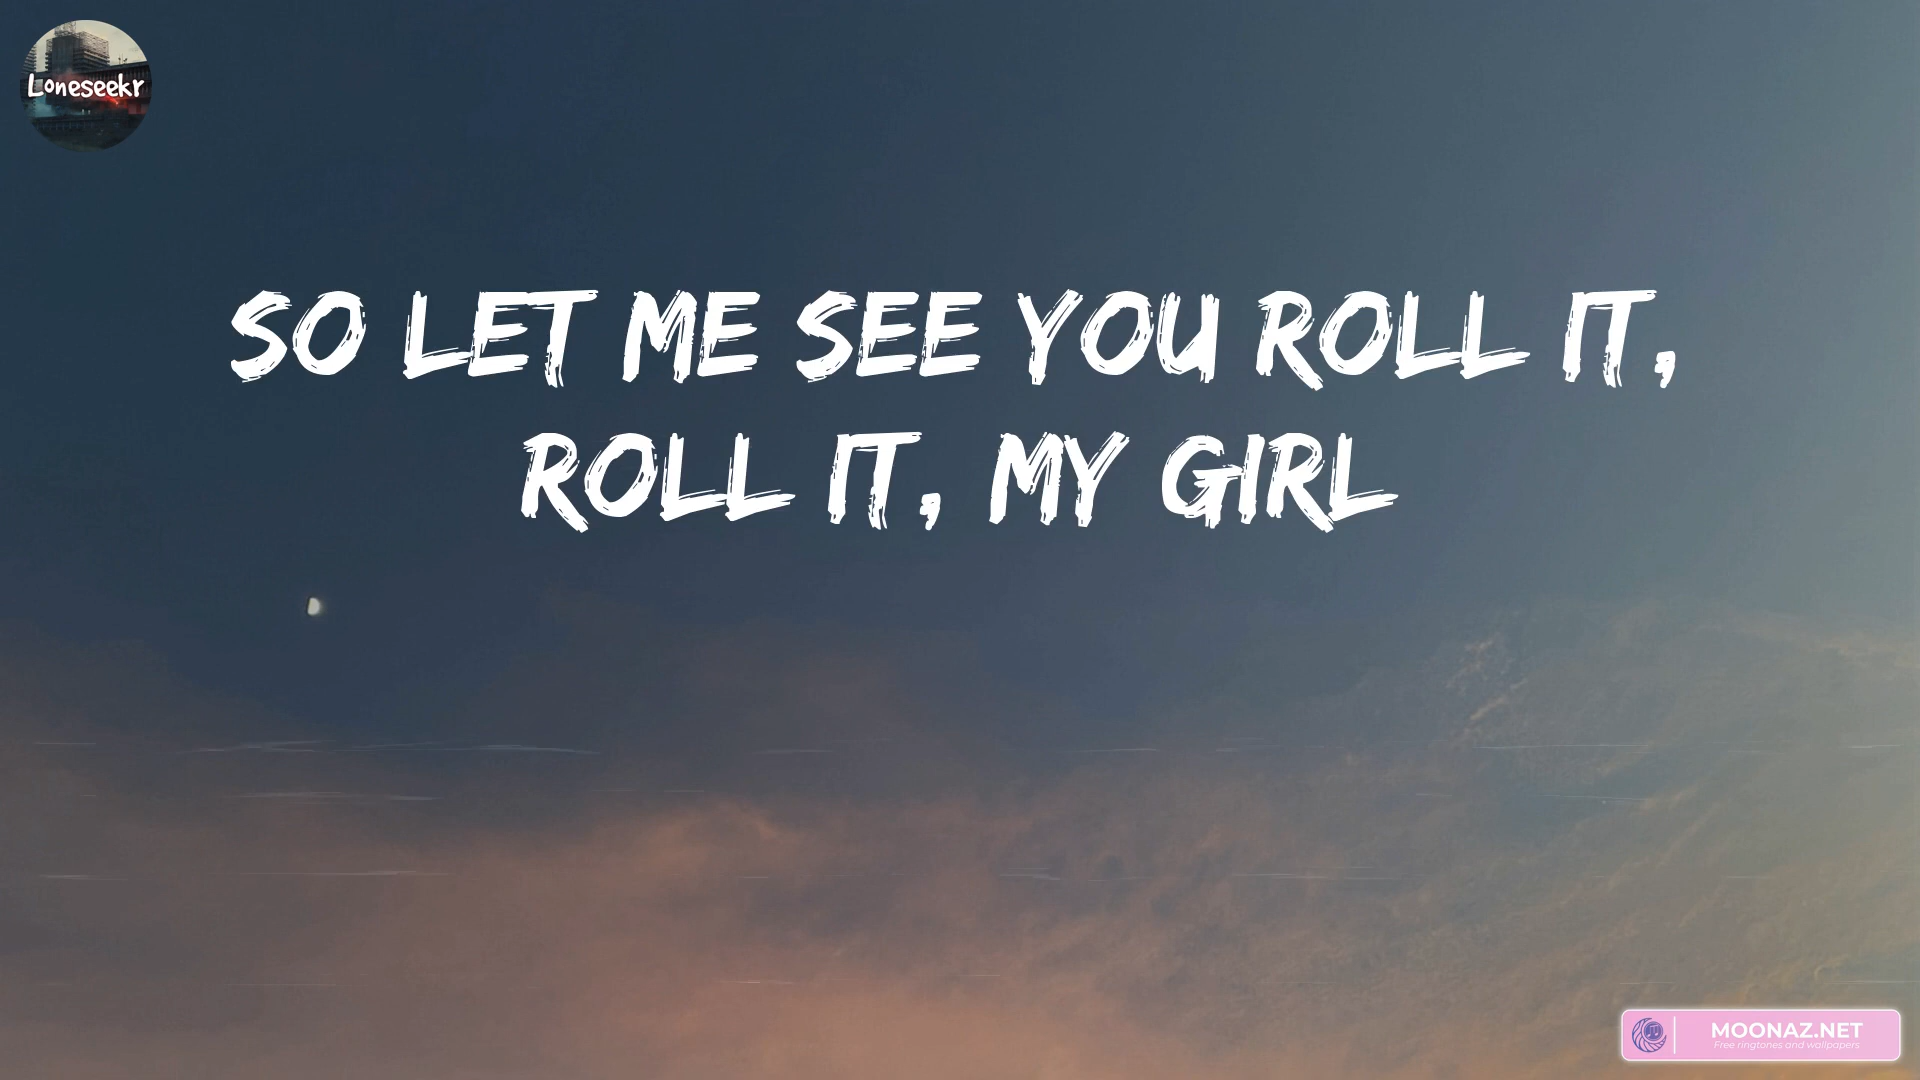 Loneseekr
SO LET ME SEE YOU ROLL IT,
ROLL IT, MY GIRL
MOONAZ.NET
Free ringtones and wallpapers